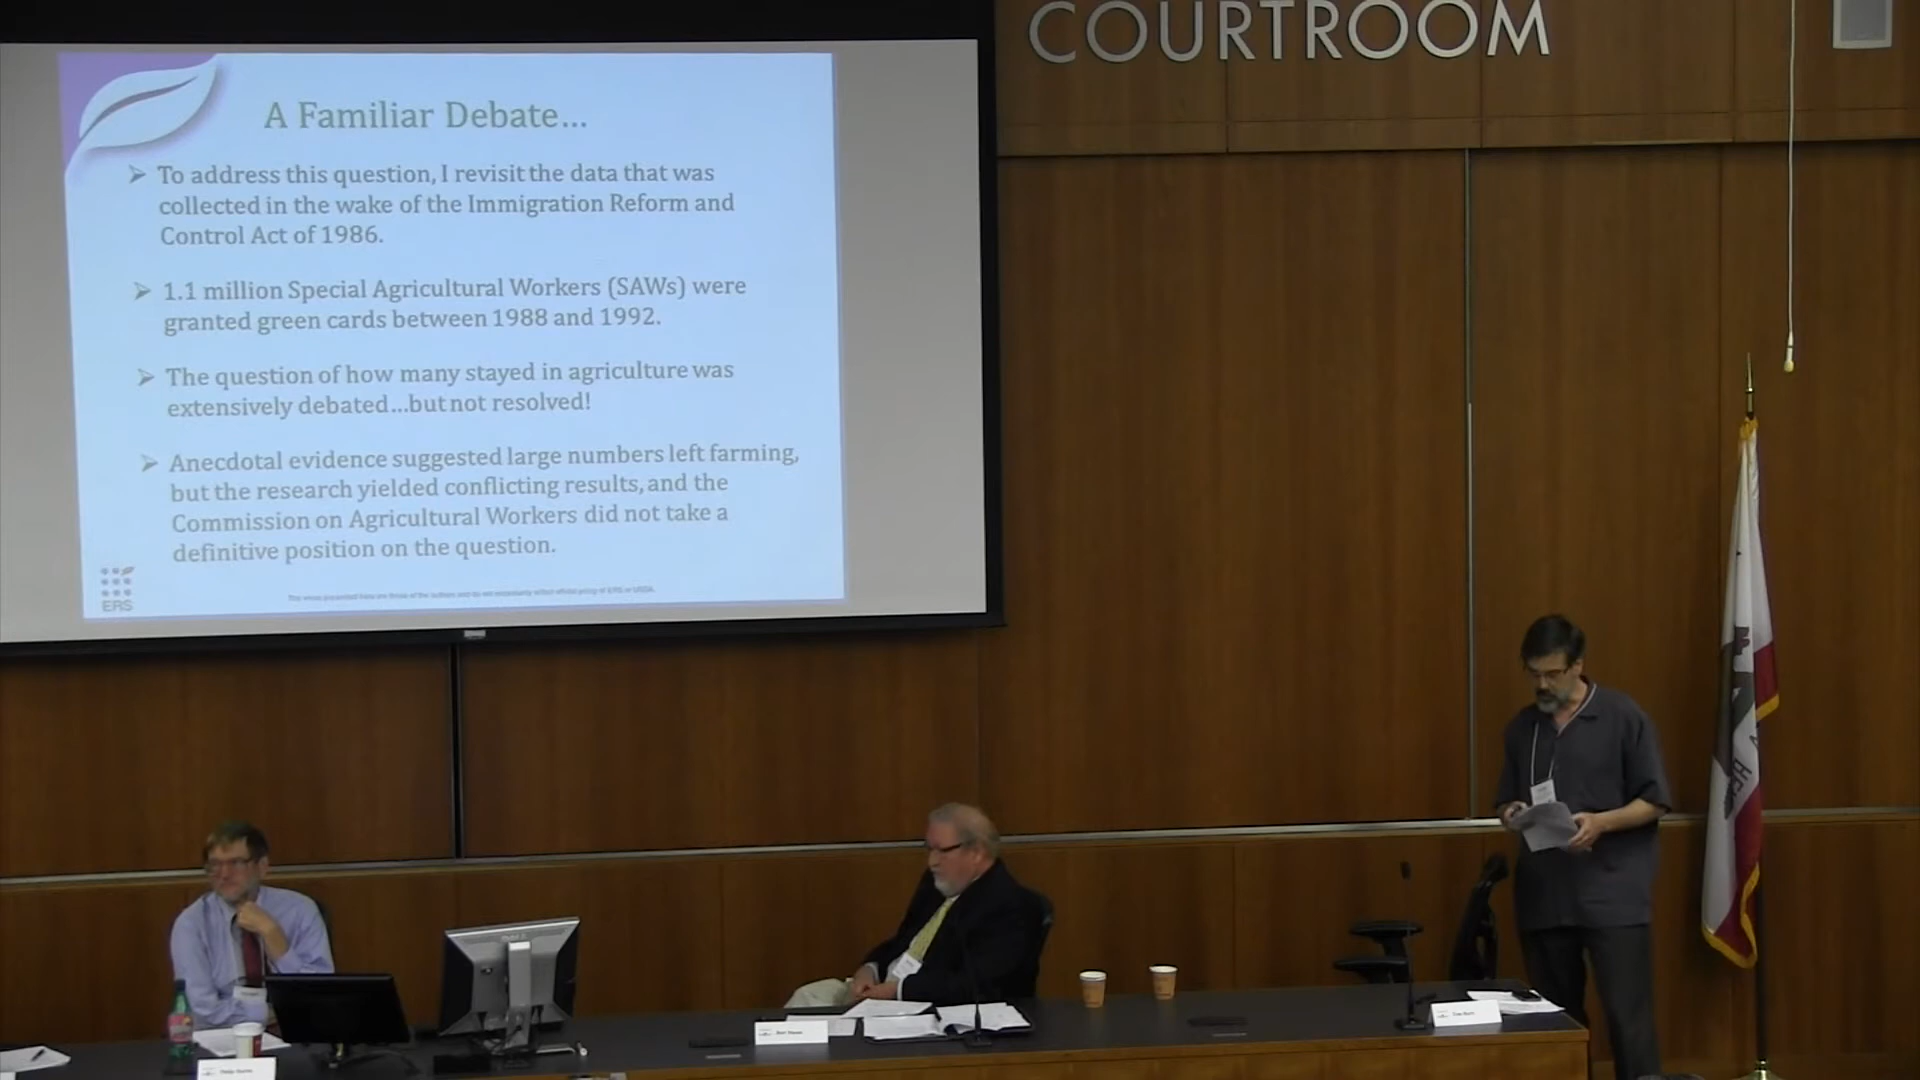 COURTROOM
A Familiar Debate...
➢ To address this question, I revisit the data that was
collected in the wake of the Immigration Reform and
Control Act of 1986.
➢ 1.1 million Special Agricultural Workers (SAWs) were
granted green cards between 1988 and 1992.
➢ The question of how many stayed in agriculture was
extensively debated...but not resolved!
➢ Anecdotal evidence suggested large numbers left farming,
but the research yielded conflicting results, and the
Commission on Agricultural Workers did not take a
definitive position on the question.
ERS